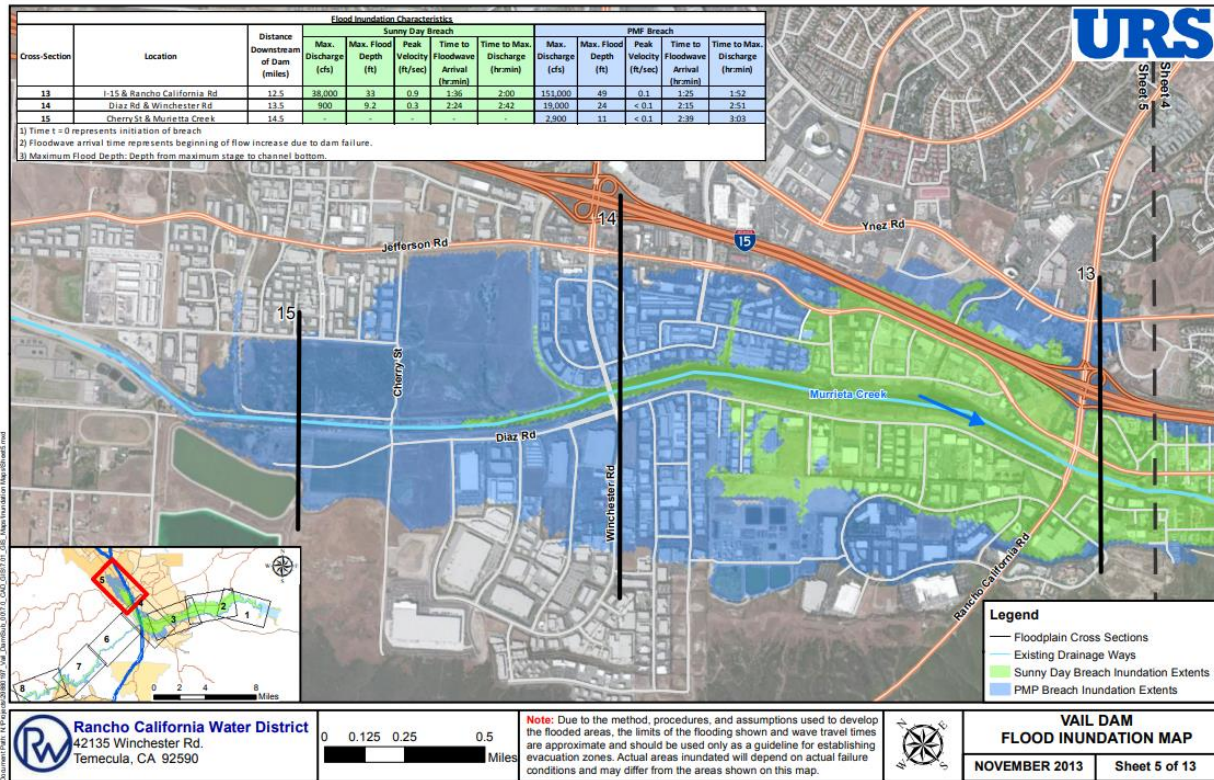 Flood Inundation Characteristics
Cross-Section Location Distance Downstream of Dam (miles) Sunny Day Breach PMF Breach
Max. Discharge (cfs) Max. Flood Depth (ft) Peak Velocity (ft/sec) Time to Floodwave Arrival (hr:min) Time to Max. Discharge (hr:min) Max. Discharge (cfs) Max. Flood Depth (ft) Peak Velocity (ft/sec) Time to Floodwave Arrival (hr:min) Time to Max. Discharge (hr:min)
13 I-15 & Rancho California Rd 12.5 38,000 33 0.9 1:36 2:00 151,000 49 0.1 1:25 1:52
14 Diaz Rd & Winchester Rd 13.5 900 9.2 0.3 2:24 2:42 19,000 24 < 0.1 2:15 2:51
15 Cherry St & Murietta Creek 14.5 - - - - - 2,900 11 < 0.1 2:39 3:03
1) Time t = 0 represents initiation of breach
2) Floodwave arrival time represents beginning of flow increase due to dam failure.
3) Maximum Flood Depth: Depth from maximum stage to channel bottom.
URS
Sheet 5
Sheet 4
14
15
Ynez Rd
Jefferson Rd
13
15
Cherry St
Murrieta Creek
Diaz Rd
Winchester Rd
Rancho California Rd
5
4
3
2
1
6
7
8
N
E
S
W
0 2 4 8
Miles
Legend
Floodplain Cross Sections
Existing Drainage Ways
Sunny Day Breach Inundation Extents
PMP Breach Inundation Extents
RW
Rancho California Water District
42135 Winchester Rd.
Temecula, CA 92590
0 0.125 0.25 0.5
Miles
Note: Due to the method, procedures, and assumptions used to develop
the flooded areas, the limits of the flooding shown and wave travel times
are approximate and should be used only as a guideline for establishing
evacuation zones. Actual areas inundated will depend on actual failure
conditions and may differ from the areas shown on this map.
N
E
S
W
VAIL DAM
FLOOD INUNDATION MAP
NOVEMBER 2013 Sheet 5 of 13